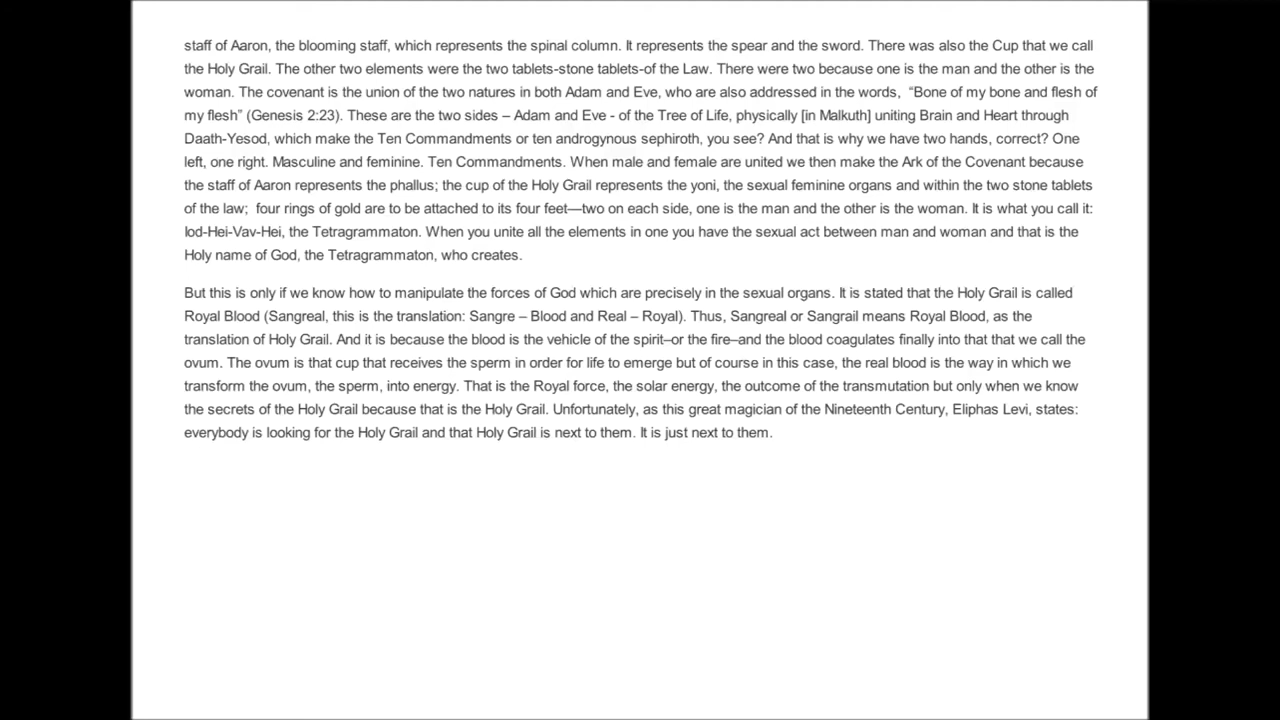 staff of Aaron, the blooming staff, which represents the spinal column. It represents the spear and the sword. There was also the Cup that we call
the Holy Grail. The other two elements were the two tablets-stone tablets-of the Law. There were two because one is the man and the other is the
woman. The covenant is the union of the two natures in both Adam and Eve, who are also addressed in the words,  “Bone of my bone and flesh of
my flesh” (Genesis 2:23). These are the two sides – Adam and Eve - of the Tree of Life, physically [in Malkuth] uniting Brain and Heart through
Daath-Yesod, which make the Ten Commandments or ten androgynous sephiroth, you see? And that is why we have two hands, correct? One
left, one right. Masculine and feminine. Ten Commandments. When male and female are united we then make the Ark of the Covenant because
the staff of Aaron represents the phallus; the cup of the Holy Grail represents the yoni, the sexual feminine organs and within the two stone tablets
of the law;  four rings of gold are to be attached to its four feet—two on each side, one is the man and the other is the woman. It is what you call it:
Iod-Hei-Vav-Hei, the Tetragrammaton. When you unite all the elements in one you have the sexual act between man and woman and that is the
Holy name of God, the Tetragrammaton, who creates.
But this is only if we know how to manipulate the forces of God which are precisely in the sexual organs. It is stated that the Holy Grail is called
Royal Blood (Sangreal, this is the translation: Sangre – Blood and Real – Royal). Thus, Sangreal or Sangrail means Royal Blood, as the
translation of Holy Grail. And it is because the blood is the vehicle of the spirit–or the fire–and the blood coagulates finally into that that we call the
ovum. The ovum is that cup that receives the sperm in order for life to emerge but of course in this case, the real blood is the way in which we
transform the ovum, the sperm, into energy. That is the Royal force, the solar energy, the outcome of the transmutation but only when we know
the secrets of the Holy Grail because that is the Holy Grail. Unfortunately, as this great magician of the Nineteenth Century, Eliphas Levi, states:
everybody is looking for the Holy Grail and that Holy Grail is next to them. It is just next to them.